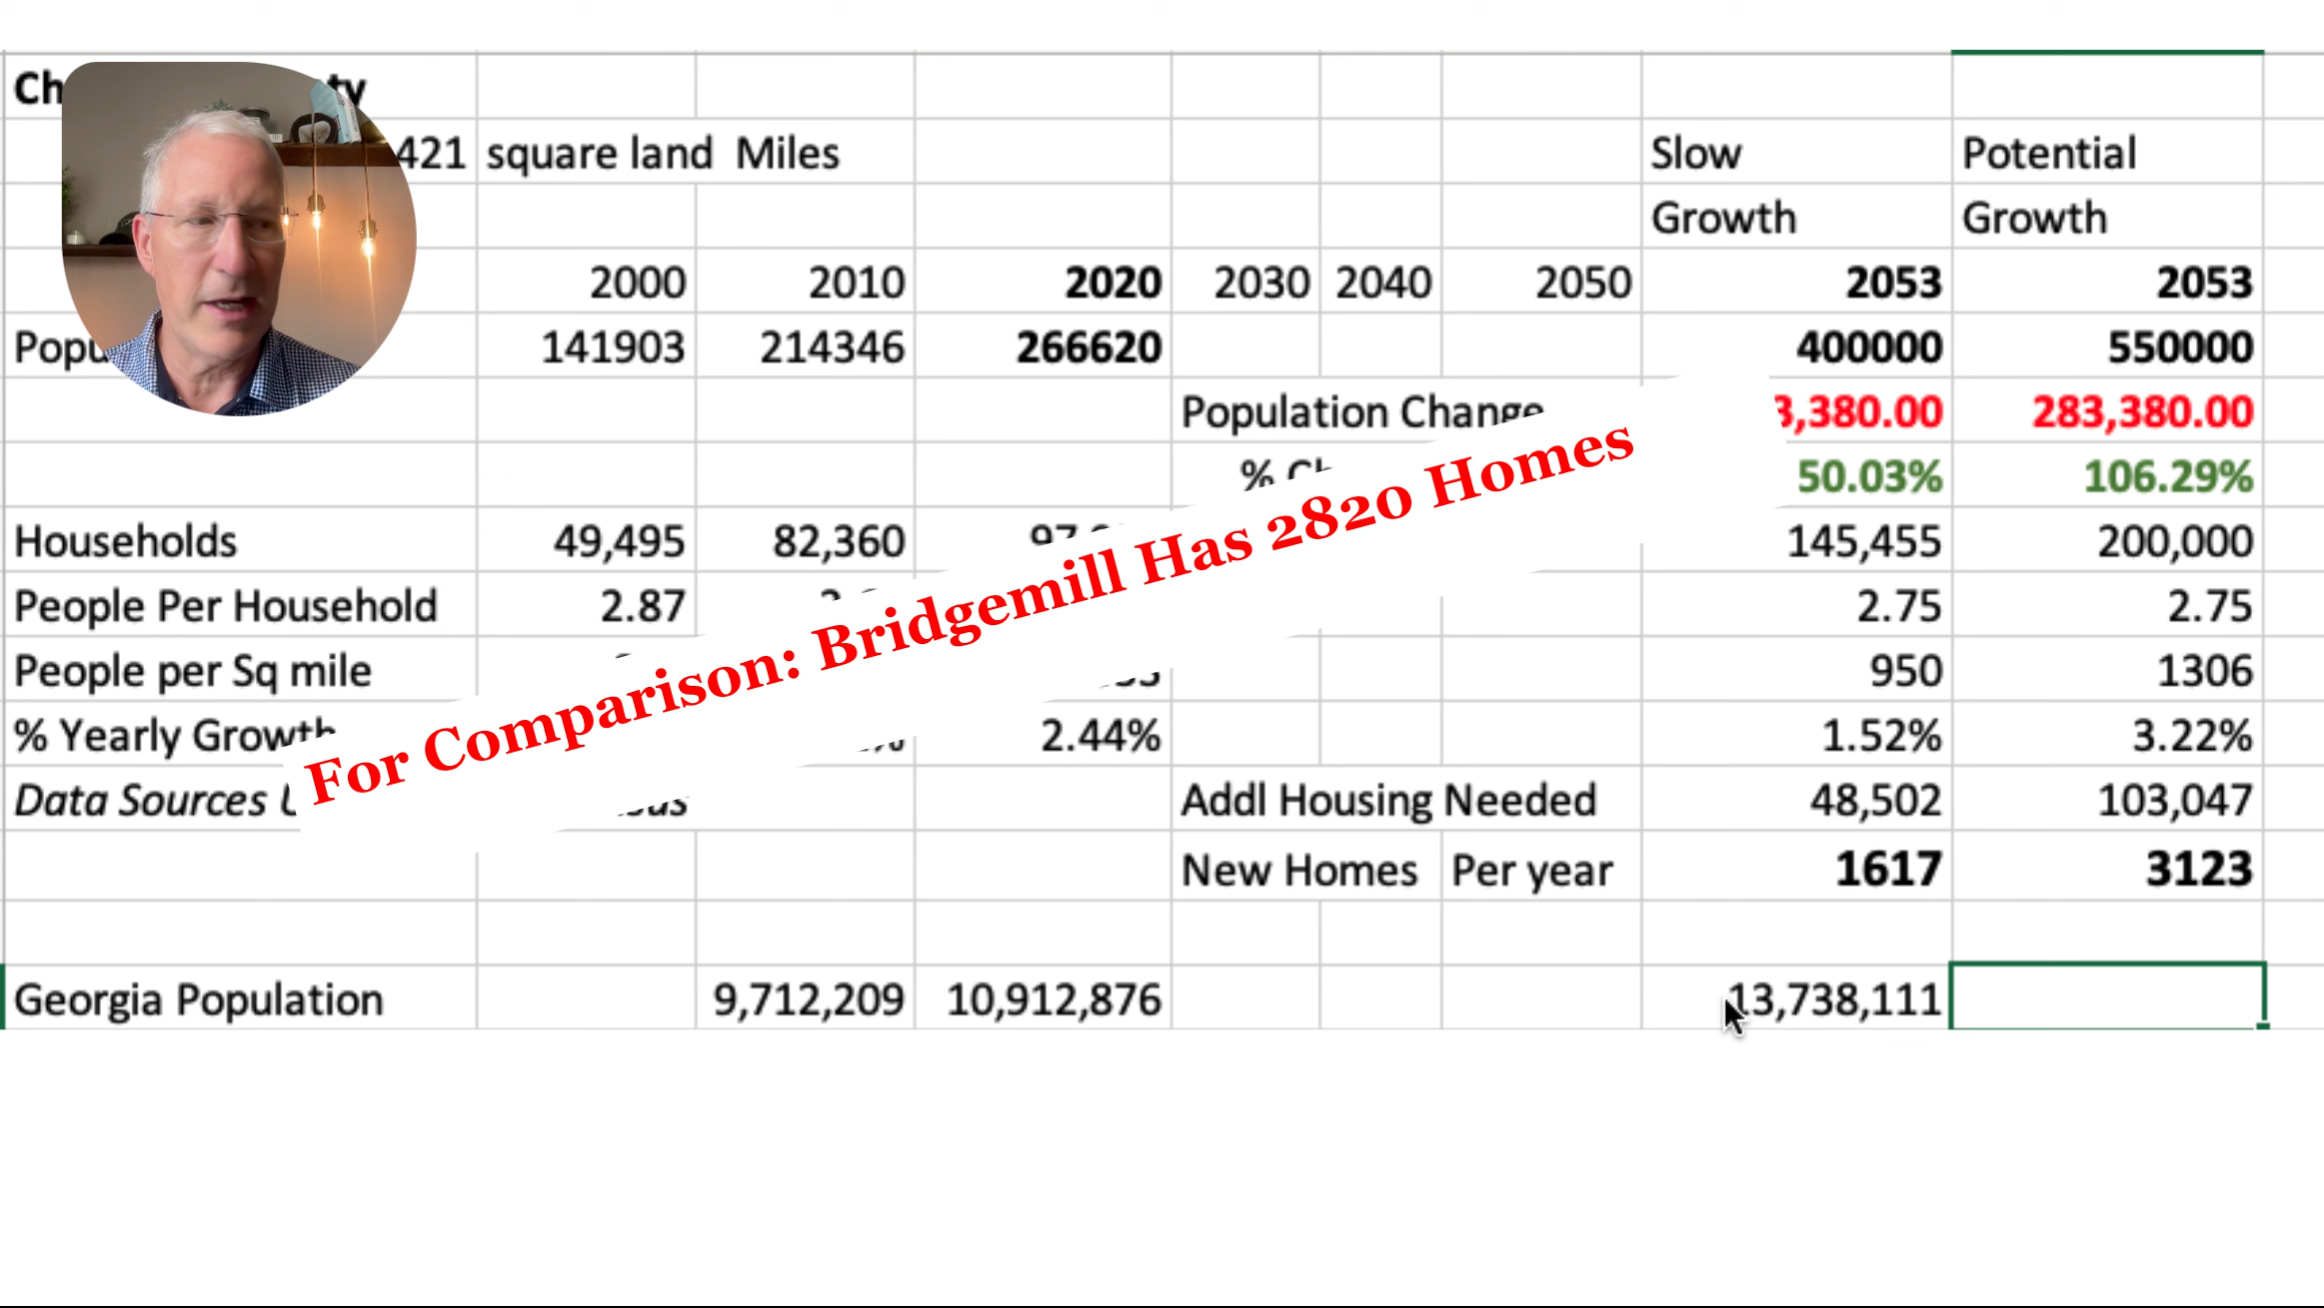 421 square land Miles Slow Potential
Growth Growth
2000 2010 2020 2030 2040 2050 2053 2053
141903 214346 266620 400000 550000
Population Change 283,380.00
50.03% 106.29%
Households 49,495 82,360 145,455 200,000
People Per Household 2.87 2.75 2.75
People per Sq mile 950 1306
% Yearly Growth 2.44% 1.52% 3.22%
Data Sources Addl Housing Needed 48,502 103,047
New Homes Per year 1617 3123
Georgia Population 9,712,209 10,912,876 13,738,111
For Comparison: Bridgemill Has 2820 Homes